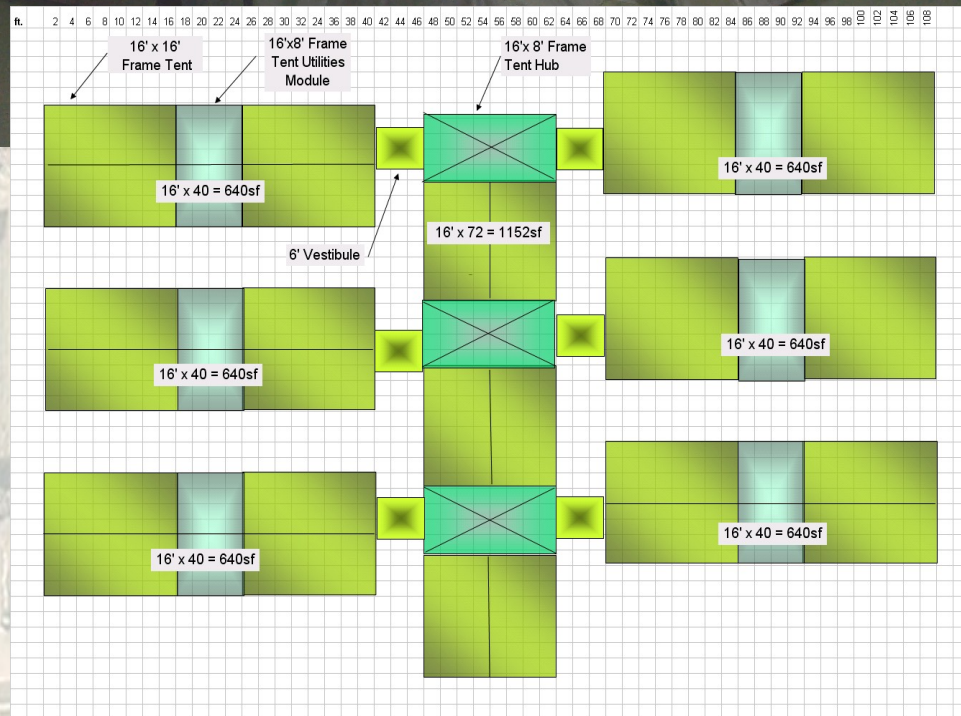 ft. 2 4 6 8 10 12 14 16 18 20 22 24 26 28 30 32 34 36 38 40 42 44 46 48 50 52 54 56 58 60 62 64 66 68 70 72 74 76 78 80 82 84 86 88 90 92 94 96 98 100 102 104 106 108
16' x 16'
Frame Tent
16'x8' Frame
Tent Utilities
Module
16'x 8' Frame
Tent Hub
16' x 40 = 640sf
16' x 40 = 640sf
16' x 72 = 1152sf
6' Vestibule
16' x 40 = 640sf
16' x 40 = 640sf
16' x 40 = 640sf
16' x 40 = 640sf